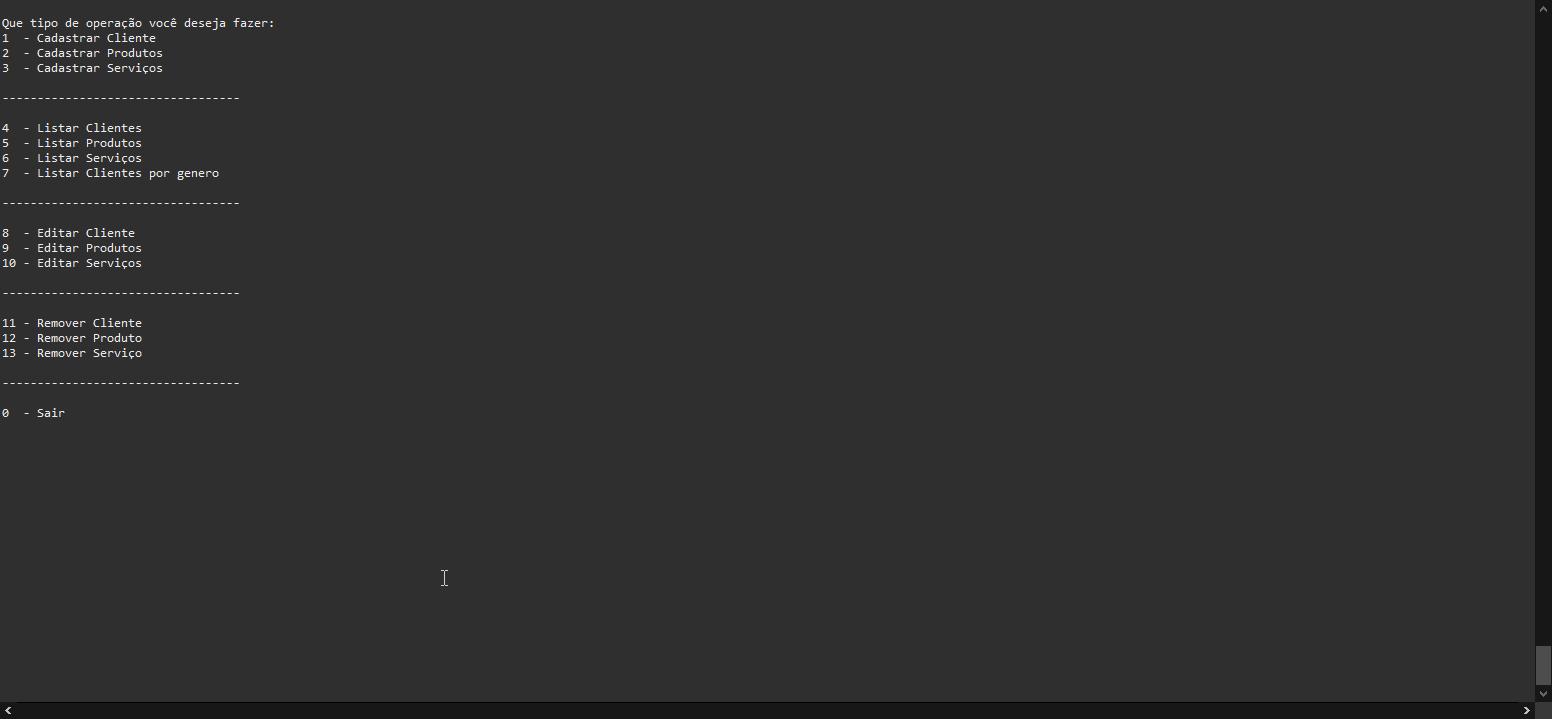 Que tipo de operação você deseja fazer:
1  - Cadastrar Cliente
2  - Cadastrar Produtos
3  - Cadastrar Serviços
----------------------------------
4  - Listar Clientes
5  - Listar Produtos
6  - Listar Serviços
7  - Listar Clientes por genero
----------------------------------
8  - Editar Cliente
9  - Editar Produtos
10 - Editar Serviços
----------------------------------
11 - Remover Cliente
12 - Remover Produto
13 - Remover Serviço
----------------------------------
0  - Sair